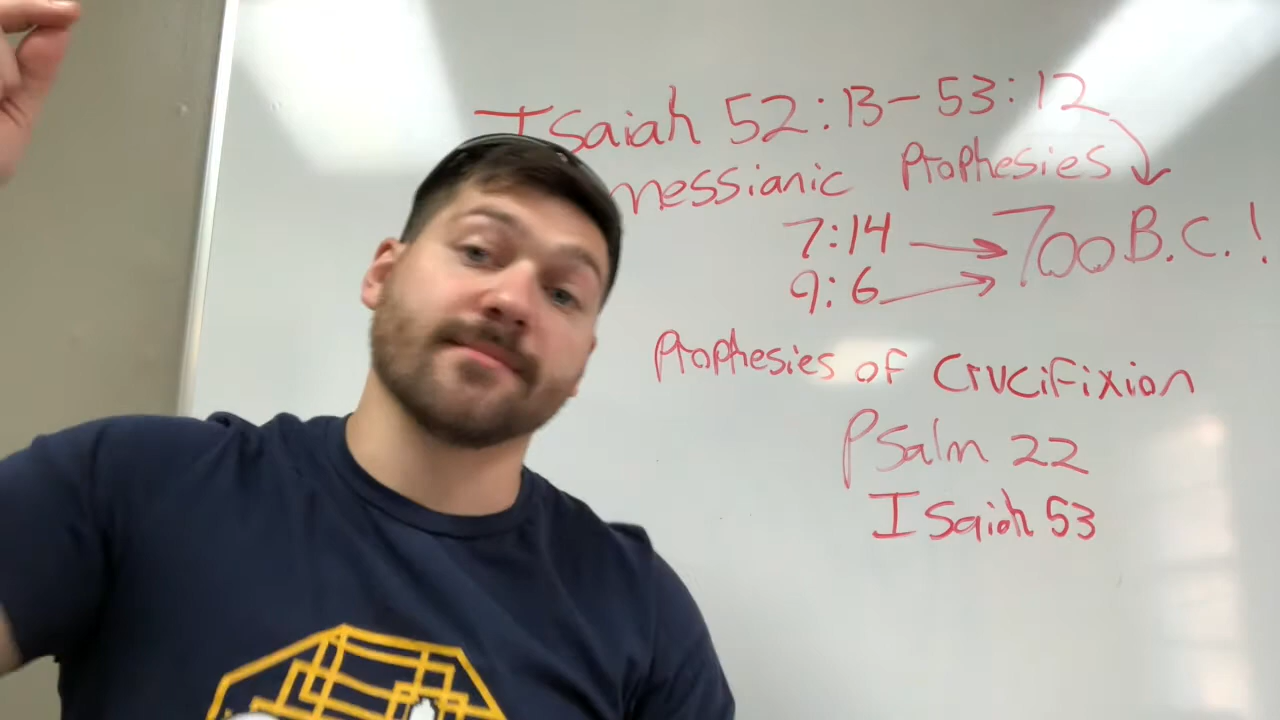 Isaiah 52:13-53:12
messianic Prophesies
7:14 → 700 B.C.!
9:6 →
Prophesies of Crucifixion
Psalm 22
Isaiah 53